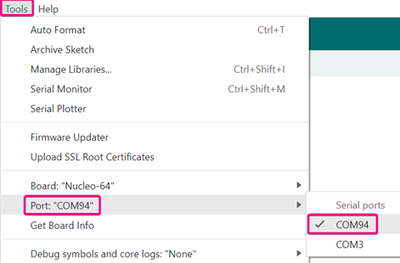 Tools Help
Auto Format Ctrl+T
Archive Sketch
Manage Libraries... Ctrl+Shift+I
Serial Monitor Ctrl+Shift+M
Serial Plotter
Firmware Updater
Upload SSL Root Certificates
Board: "Nucleo-64"
Port: "COM94"
Serial ports
Get Board Info
COM94
COM3
Debug symbols and core logs: "None"